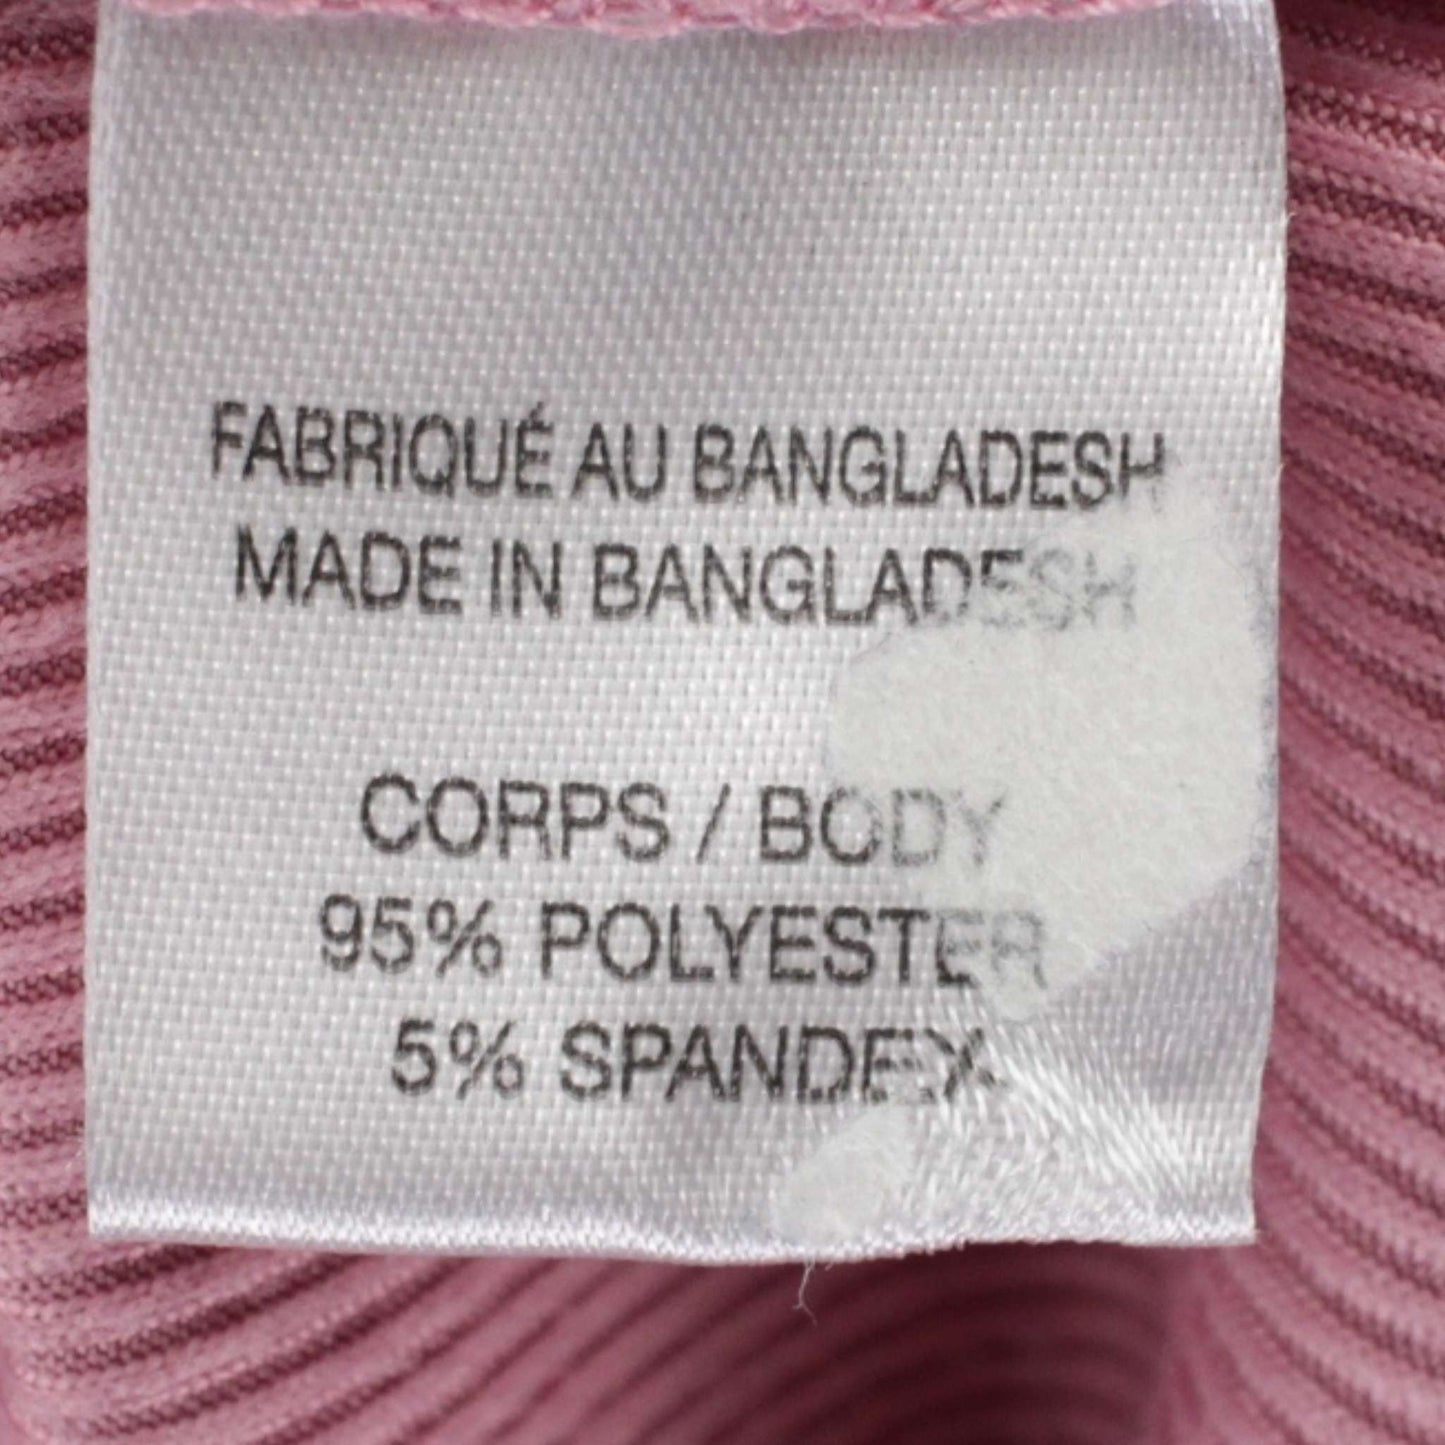 FABRIQUÉ AU BANGLADESH
MADE IN BANGLADESH
CORPS / BODY
95% POLYESTER
5% SPANDEX